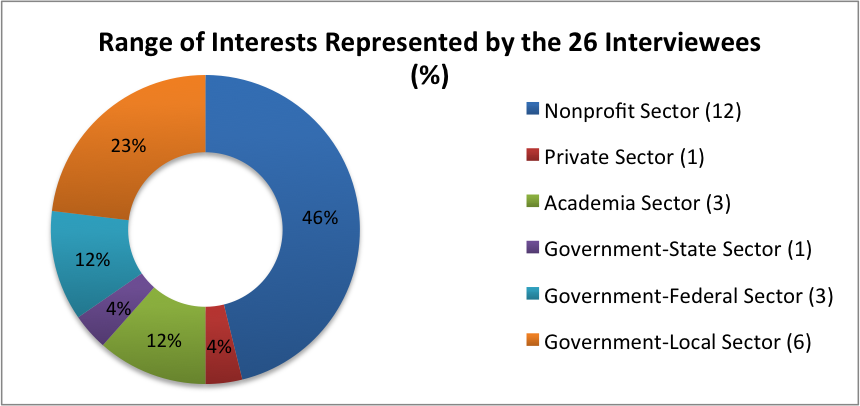 Range of Interests Represented by the 26 Interviewees
(%)
Nonprofit Sector (12)
Private Sector (1)
Academia Sector (3)
Government-State Sector (1)
Government-Federal Sector (3)
Government-Local Sector (6)
46%
4%
12%
4%
12%
23%